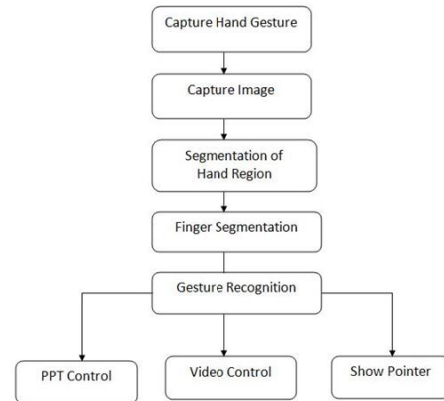 Capture Hand Gesture
Capture Image
Segmentation of
Hand Region
Finger Segmentation
Gesture Recognition
PPT Control
Video Control
Show Pointer